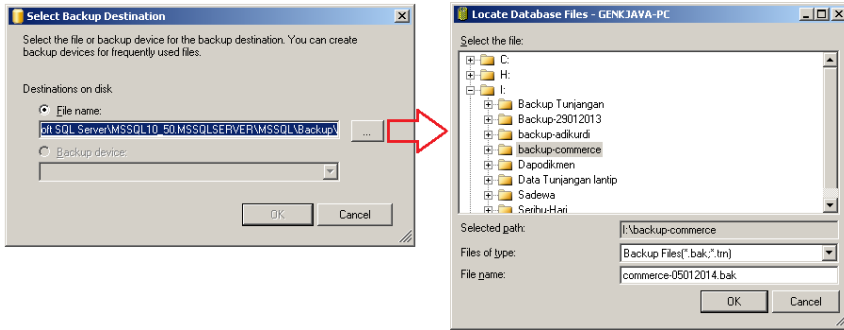 Select Backup Destination
Select the file or backup device for the backup destination. You can create
backup devices for frequently used files.
Destinations on disk
File name:
oft SQL Server\MSSQL10_50.MSSQLSERVER\MSSQL\Backup\
...
Backup device:
OK
Cancel
Locate Database Files - GENKJAVA-PC
Select the file:
C:
H:
I:
Backup Tunjangan
Backup-29012013
backup-adikurdi
backup-commerce
Dapodikmen
Data Tunjangan lantip
Sadewa
Seribu-Hari
Selected path:
I:\backup-commerce
Files of type:
Backup Files(*.bak;*.trn)
File name:
commerce-05012014.bak
OK
Cancel